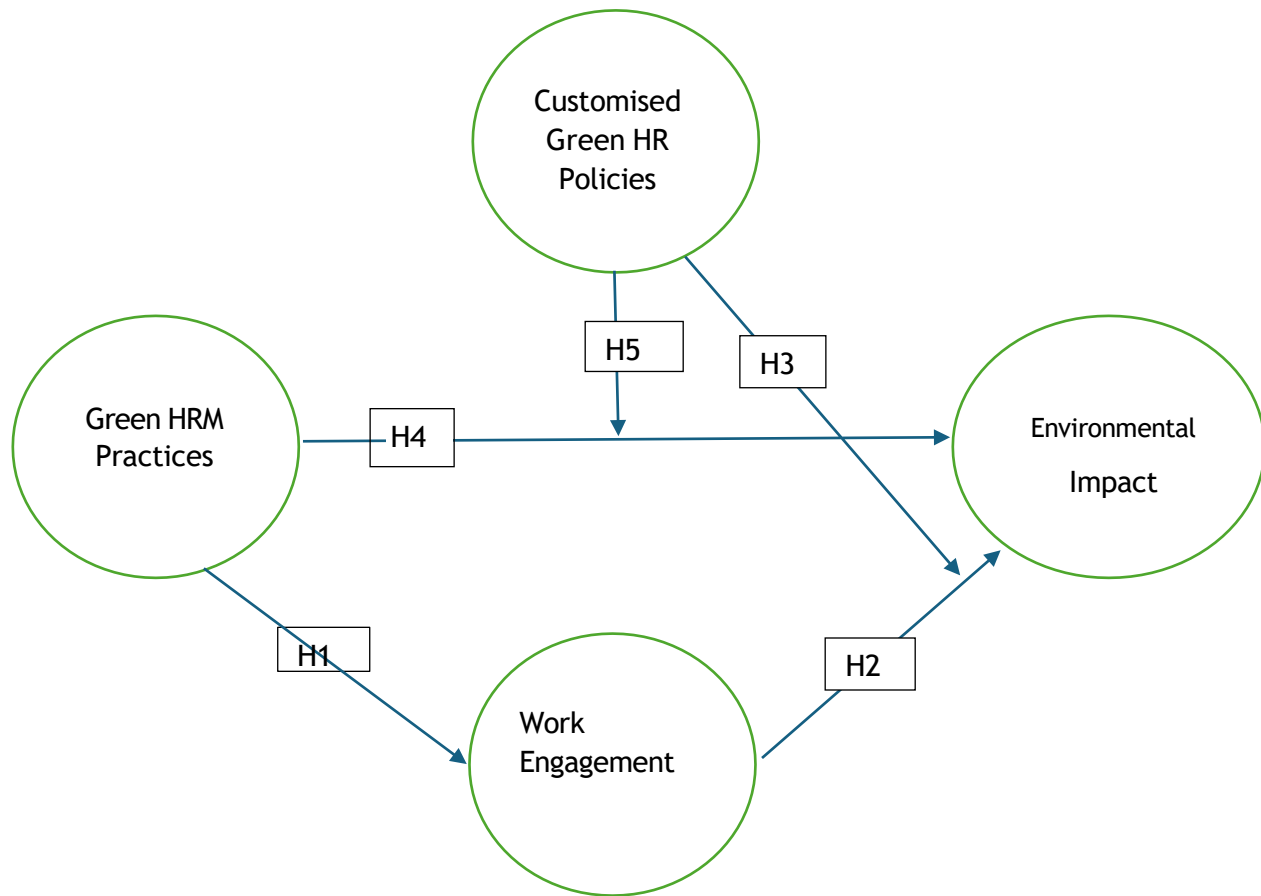 Customised
Green HR
Policies
H5
H3
Green HRM
Practices
H4
Environmental
Impact
H1
H2
Work
Engagement